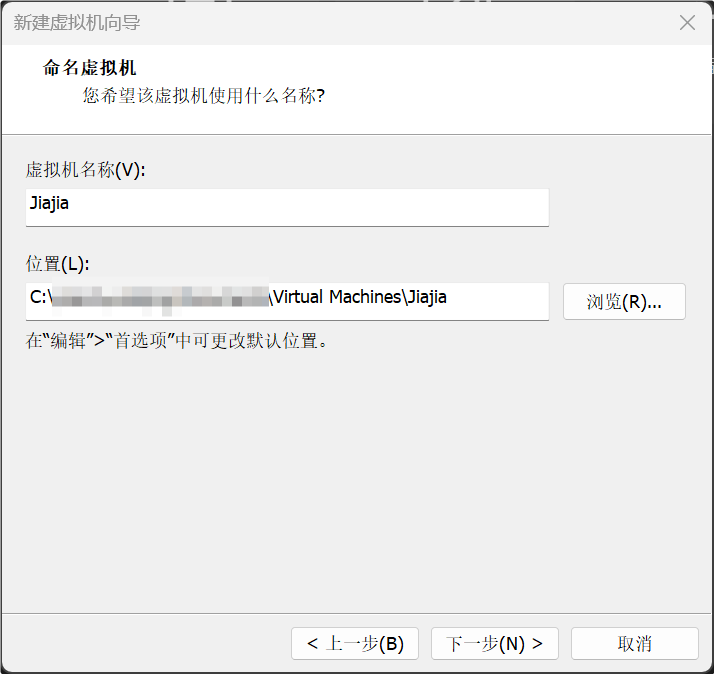 新建虚拟机向导
命名虚拟机
您希望该虚拟机使用什么名称?
虚拟机名称(V):
Jiajia
位置(L):
C:\
\Virtual Machines\Jiajia
浏览(R)...
在“编辑”>“首选项”中可更改默认位置。
< 上一步(B)
下一步(N) >
取消